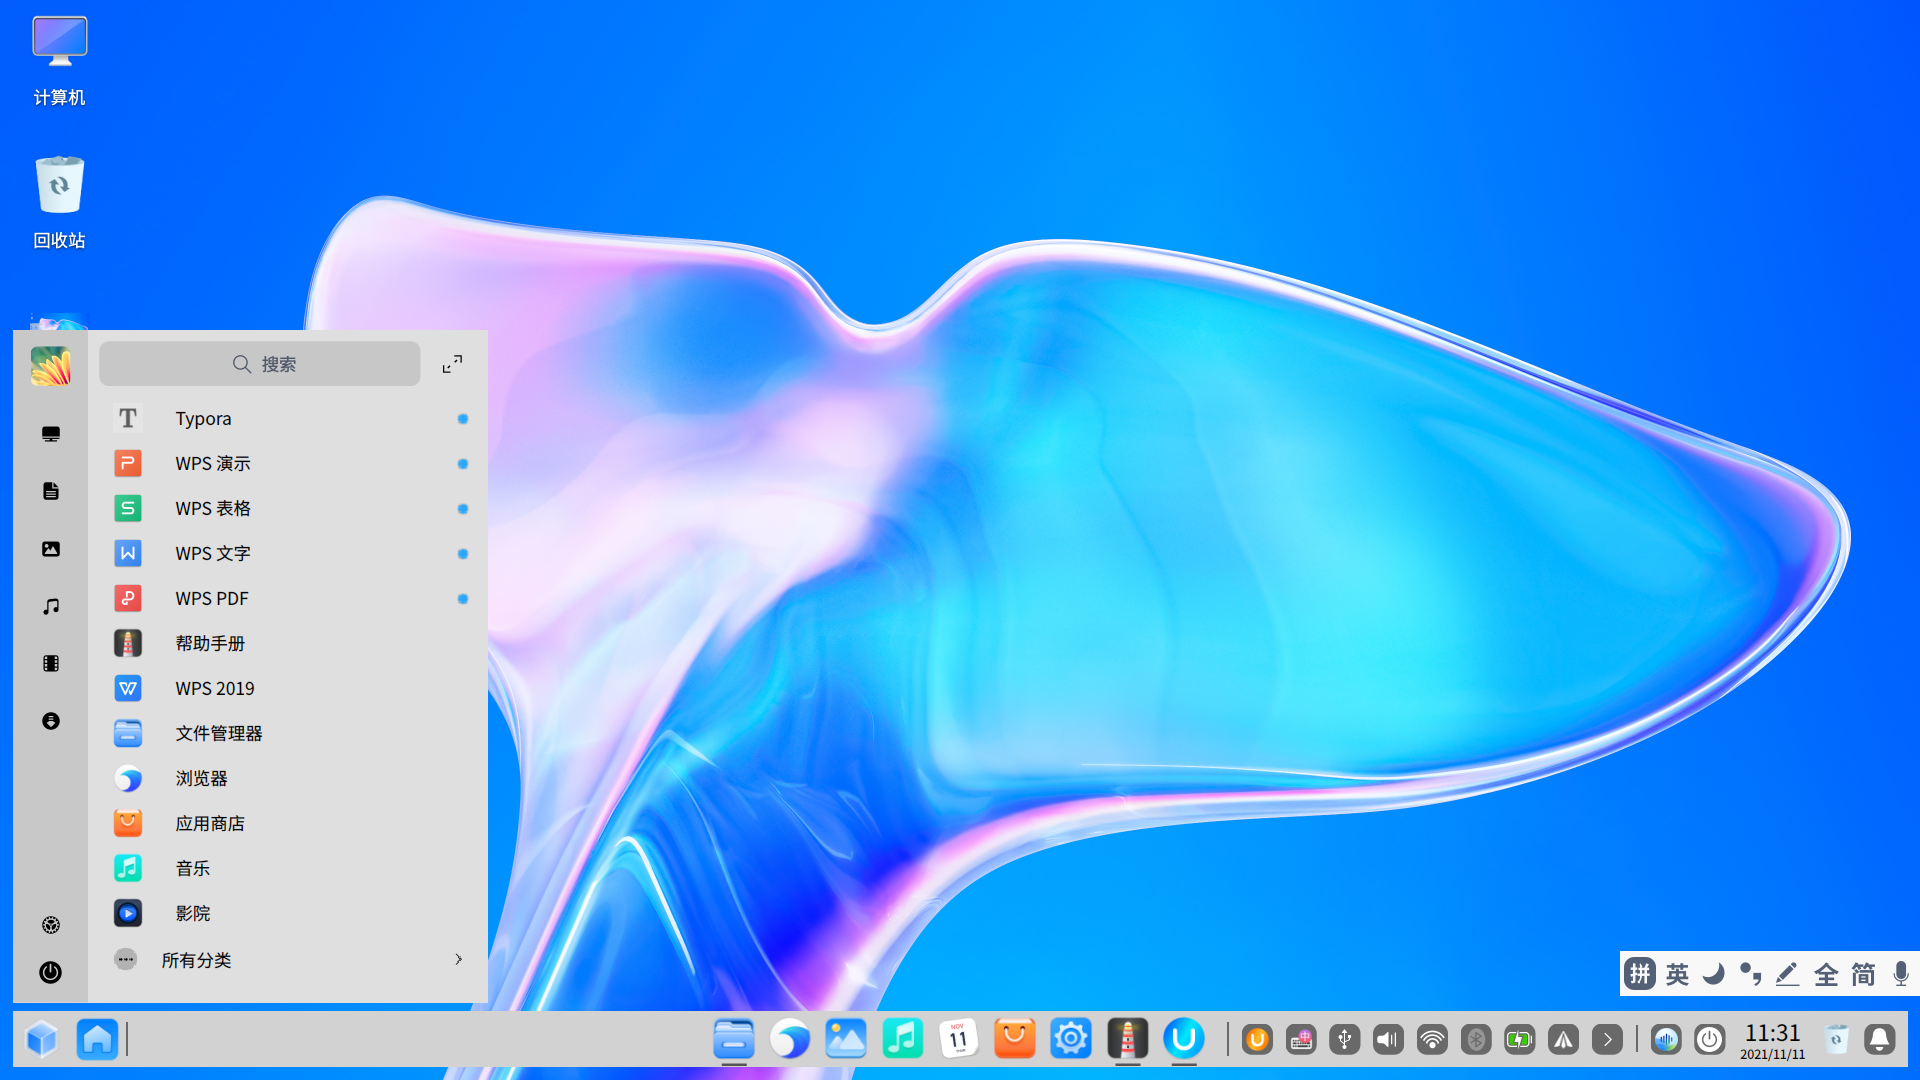 计算机
回收站
搜索
Typora
WPS 演示
WPS 表格
WPS 文字
WPS PDF
帮助手册
WPS 2019
文件管理器
浏览器
应用商店
音乐
影院
所有分类
拼 英 全 简
NOV
11
11:31
2021/11/11